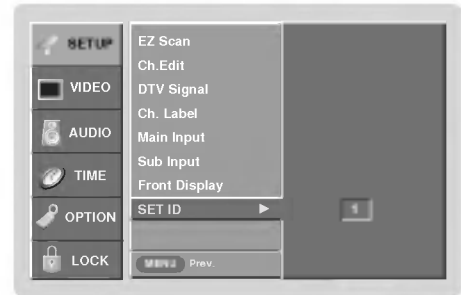 SETUP
VIDEO
AUDIO
TIME
OPTION
LOCK
EZ Scan
Ch.Edit
DTV Signal
Ch. Label
Main Input
Sub Input
Front Display
SET ID ►
1
MENU Prev.